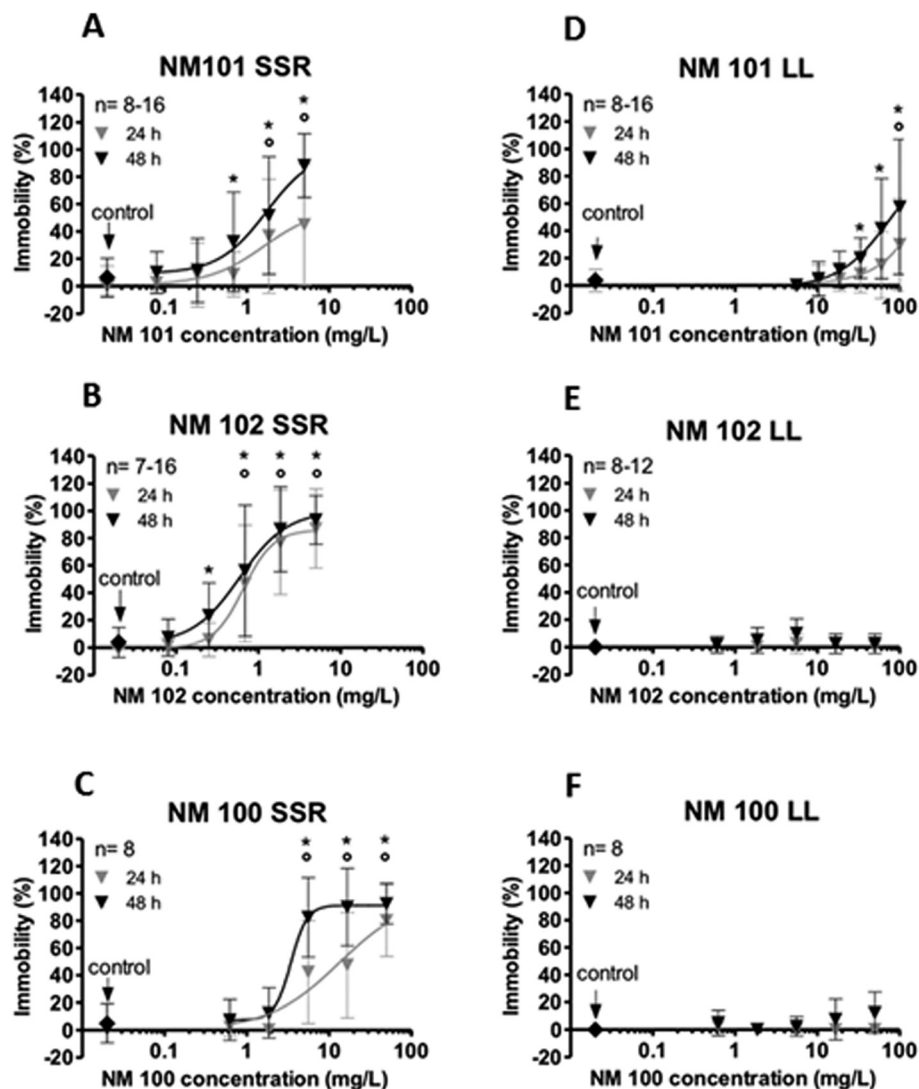 A
NM101 SSR
140
120
100
80
60
40
20
0
-20
Immobility (%)
n= 8-16
24 h
48 h
control
* * *
0.1 1 10 100
NM 101 concentration (mg/L)
D
NM 101 LL
140
120
100
80
60
40
20
0
-20
Immobility (%)
n= 8-16
24 h
48 h
control
* * *
0.1 1 10 100
NM 101 concentration (mg/L)
B
NM 102 SSR
140
120
100
80
60
40
20
0
-20
Immobility (%)
n= 7-16
24 h
48 h
control
* * * *
0.1 1 10 100
NM 102 concentration (mg/L)
E
NM 102 LL
140
120
100
80
60
40
20
0
-20
Immobility (%)
n= 8-12
24 h
48 h
control
0.1 1 10 100
NM 102 concentration (mg/L)
C
NM 100 SSR
140
120
100
80
60
40
20
0
-20
Immobility (%)
n= 8
24 h
48 h
control
* * *
0.1 1 10 100
NM 100 concentration (mg/L)
F
NM 100 LL
140
120
100
80
60
40
20
0
-20
Immobility (%)
n= 8
24 h
48 h
control
0.1 1 10 100
NM 100 concentration (mg/L)